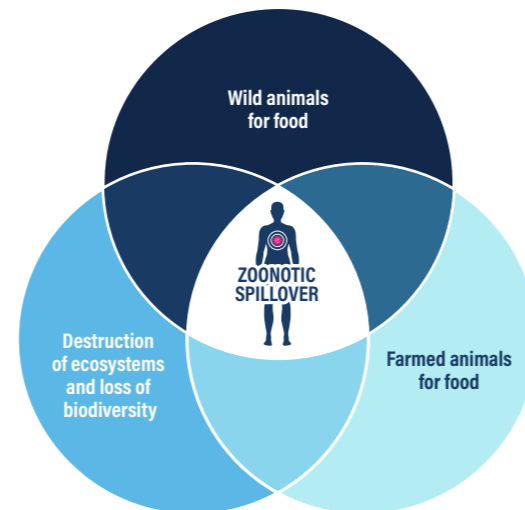 Wild animals
for food
ZOONOTIC
SPILLOVER
Destruction
of ecosystems
and loss of
biodiversity
Farmed animals
for food